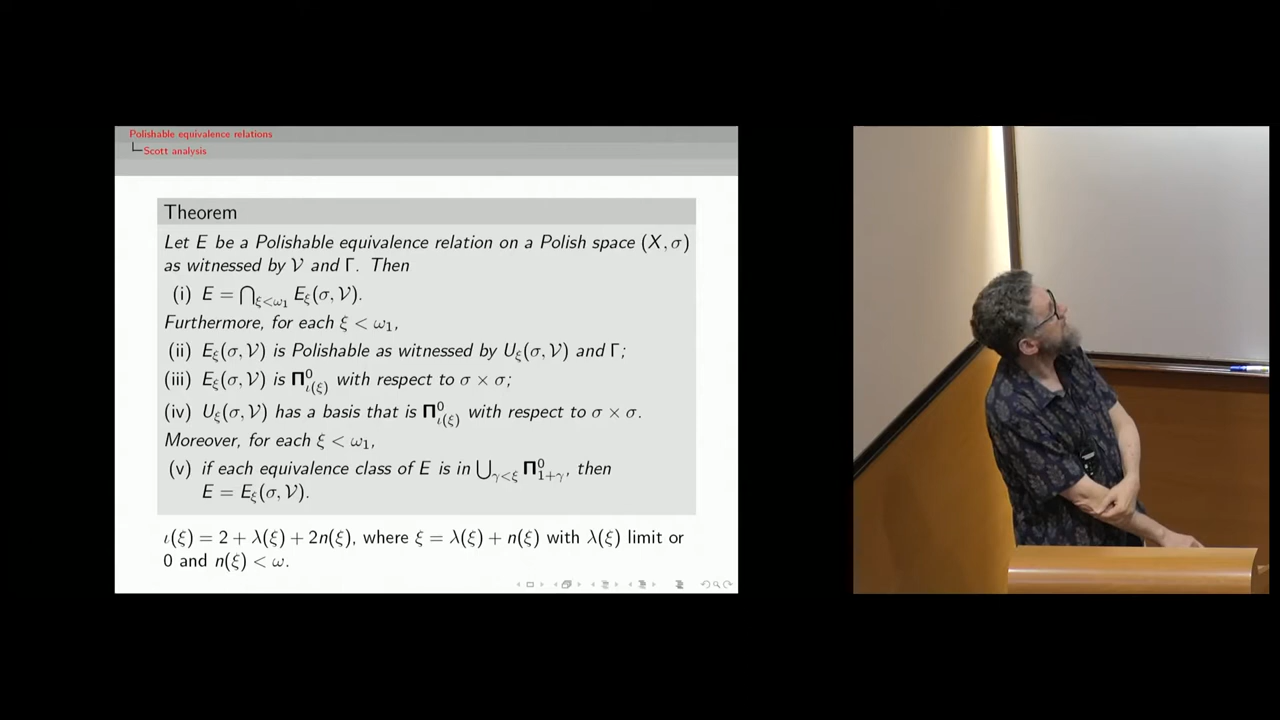 Polishable equivalence relations
Scott analysis
Theorem
Let E be a Polishable equivalence relation on a Polish space (X, σ)
as witnessed by 𝒱 and Γ. Then
(i) E = ⋂_{ξ<ω₁} E_ξ(σ, 𝒱).
Furthermore, for each ξ < ω₁,
(ii) E_ξ(σ, 𝒱) is Polishable as witnessed by U_ξ(σ, 𝒱) and Γ;
(iii) E_ξ(σ, 𝒱) is 𝚷⁰_{ι(ξ)} with respect to σ × σ;
(iv) U_ξ(σ, 𝒱) has a basis that is 𝚷⁰_{ι(ξ)} with respect to σ × σ.
Moreover, for each ξ < ω₁,
(v) if each equivalence class of E is in ⋃_{γ<ξ} 𝚷⁰_{1+γ}, then
E = E_ξ(σ, 𝒱).
ι(ξ) = 2 + λ(ξ) + 2n(ξ), where ξ = λ(ξ) + n(ξ) with λ(ξ) limit or
0 and n(ξ) < ω.